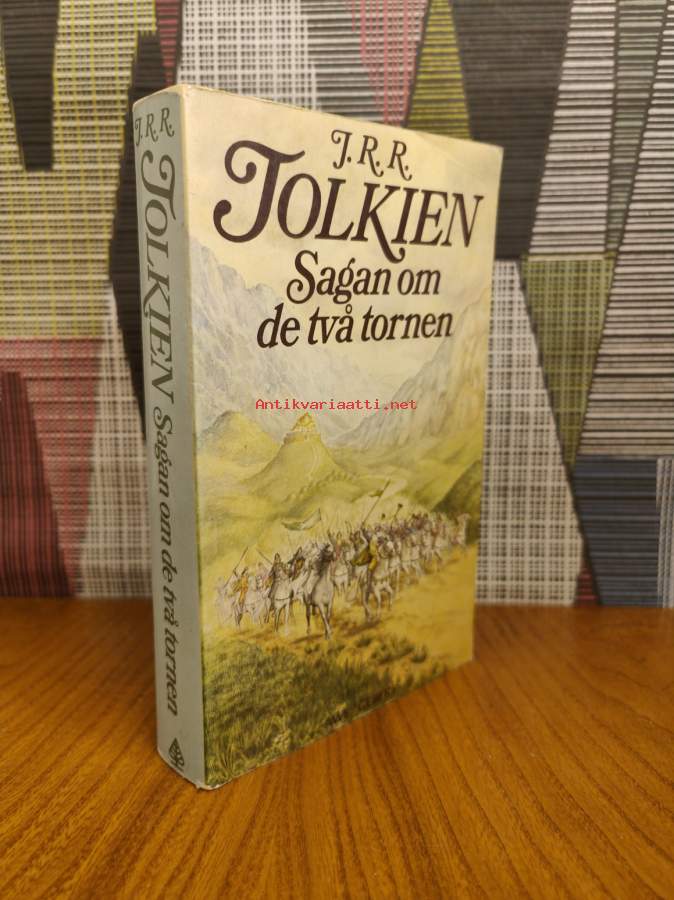 J.R.R.
TOLKIEN
Sagan om
de två tornen
J.R.R. TOLKIEN Sagan om de två tornen
Antikvariaatti.net